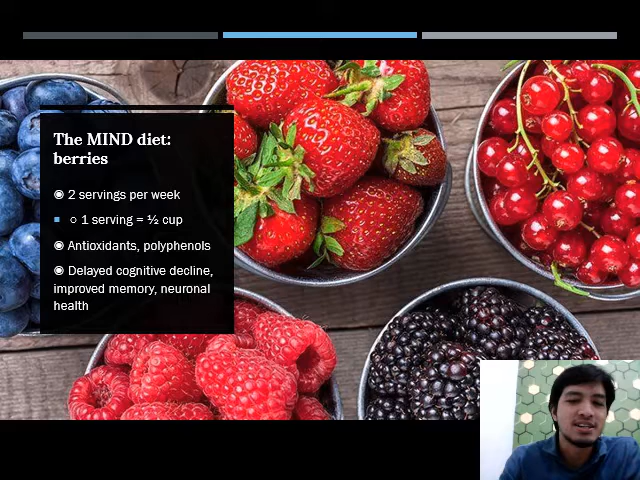 The MIND diet:
berries
◉ 2 servings per week
▪ ○ 1 serving = ½ cup
◉ Antioxidants, polyphenols
◉ Delayed cognitive decline,
improved memory, neuronal
health